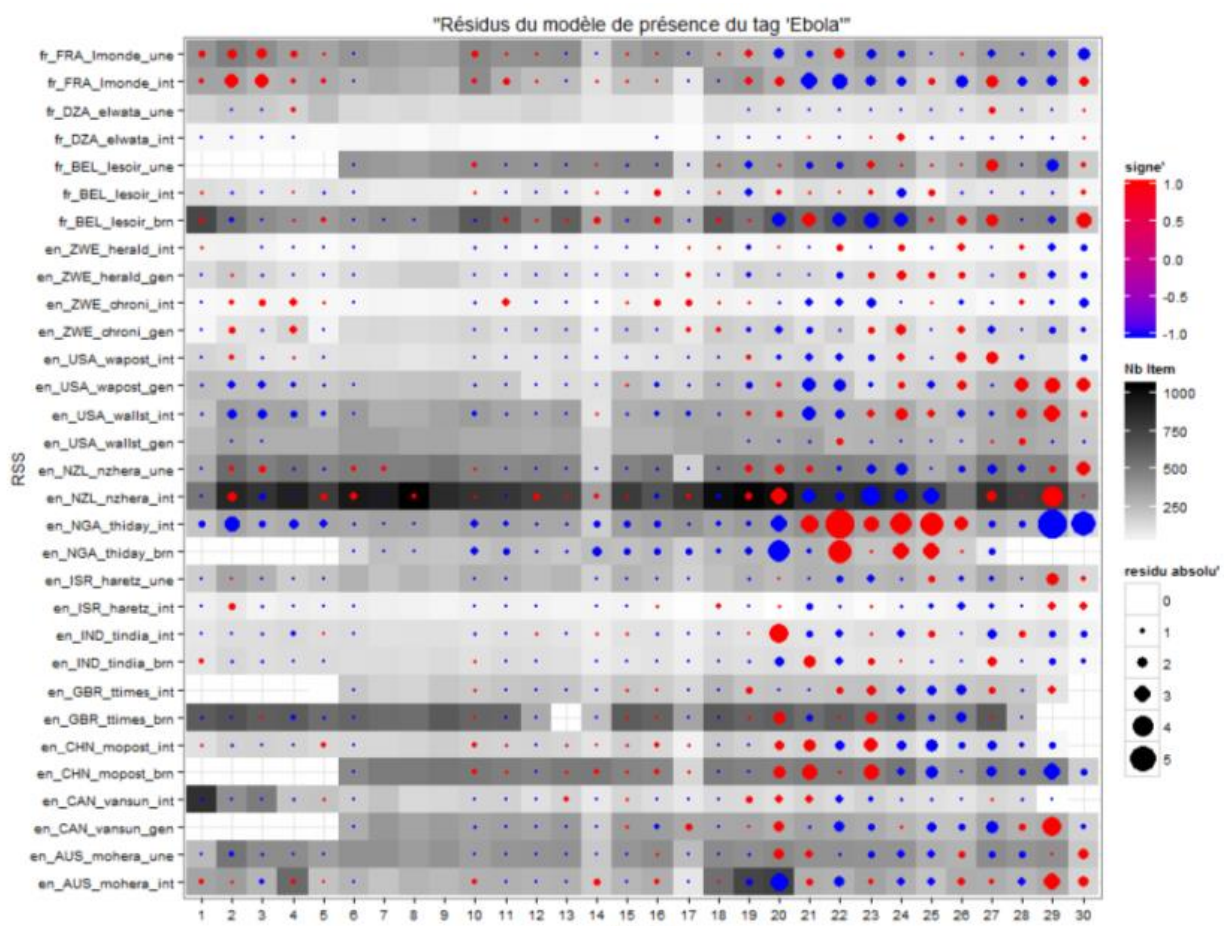 "Résidus du modèle de présence du tag 'Ebola'"
fr_FRA_lmonde_une
fr_FRA_lmonde_int
fr_DZA_elwata_une
fr_DZA_elwata_int
fr_BEL_lesoir_une
fr_BEL_lesoir_int
fr_BEL_lesoir_brn
en_ZWE_herald_int
en_ZWE_herald_gen
en_ZWE_chroni_int
en_ZWE_chroni_gen
en_USA_wapost_int
en_USA_wapost_gen
en_USA_wallst_int
en_USA_wallst_gen
en_NZL_nzhera_une
en_NZL_nzhera_int
en_NGA_thiday_int
en_NGA_thiday_brn
en_ISR_haretz_une
en_ISR_haretz_int
en_IND_tindia_int
en_IND_tindia_brn
en_GBR_ttimes_int
en_GBR_ttimes_brn
en_CHN_mopost_int
en_CHN_mopost_brn
en_CAN_vansun_int
en_CAN_vansun_gen
en_AUS_mohera_une
en_AUS_mohera_int
RSS
1 2 3 4 5 6 7 8 9 10 11 12 13 14 15 16 17 18 19 20 21 22 23 24 25 26 27 28 29 30
signe'
1.0
0.5
0.0
-0.5
-1.0
Nb Item
1000
750
500
250
residu absolu'
0
1
2
3
4
5